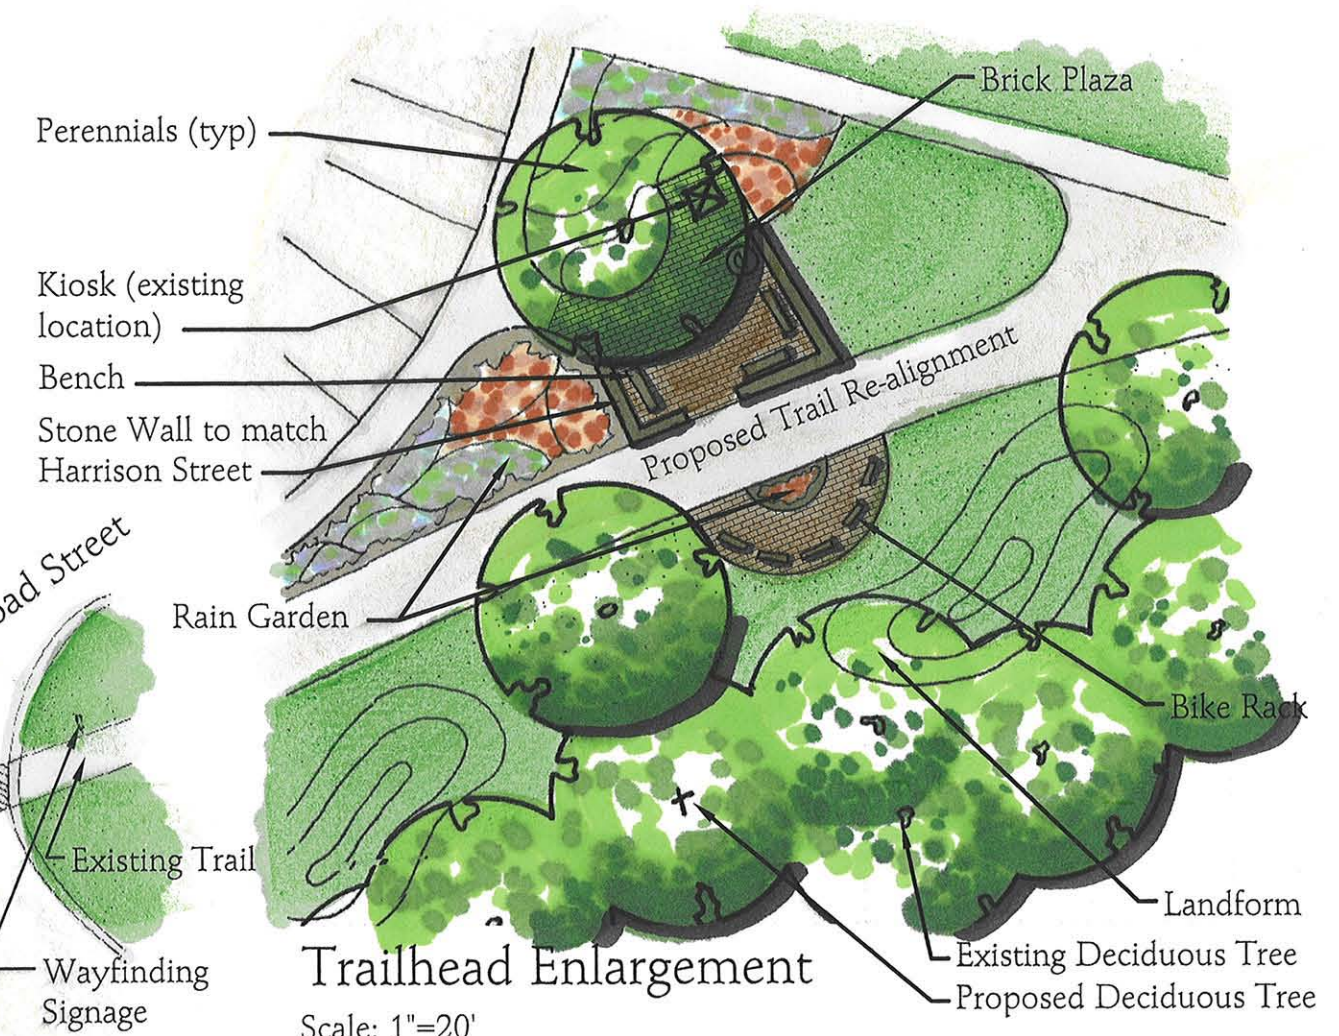 Brick Plaza
Perennials (typ)
Kiosk (existing
location)
Bench
Stone Wall to match
Harrison Street
Proposed Trail Re-alignment
Street
Rain Garden
Bike Rack
Existing Trail
Landform
Wayfinding
Signage
Existing Deciduous Tree
Proposed Deciduous Tree
Trailhead Enlargement
Scale: 1"=20'